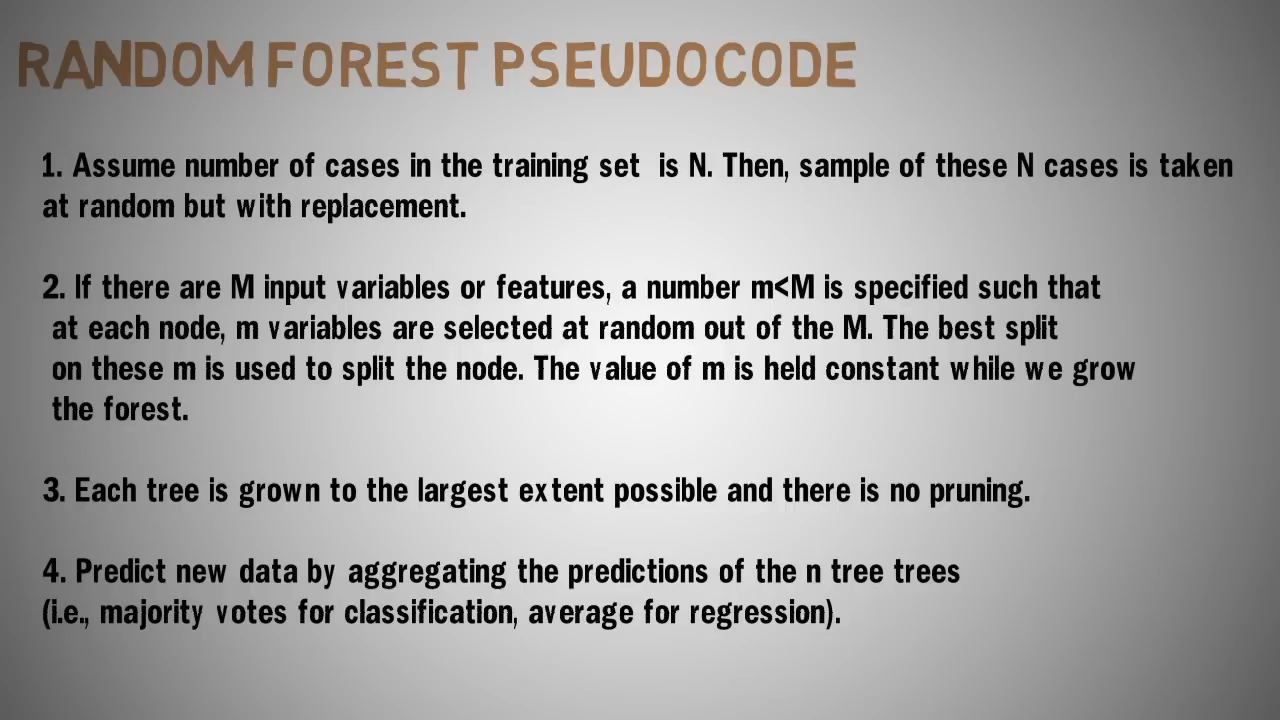 RANDOM FOREST PSEUDOCODE
1. Assume number of cases in the training set is N. Then, sample of these N cases is taken
at random but with replacement.
2. If there are M input variables or features, a number m<M is specified such that
at each node, m variables are selected at random out of the M. The best split
on these m is used to split the node. The value of m is held constant while we grow
the forest.
3. Each tree is grown to the largest extent possible and there is no pruning.
4. Predict new data by aggregating the predictions of the n tree trees
(i.e., majority votes for classification, average for regression).